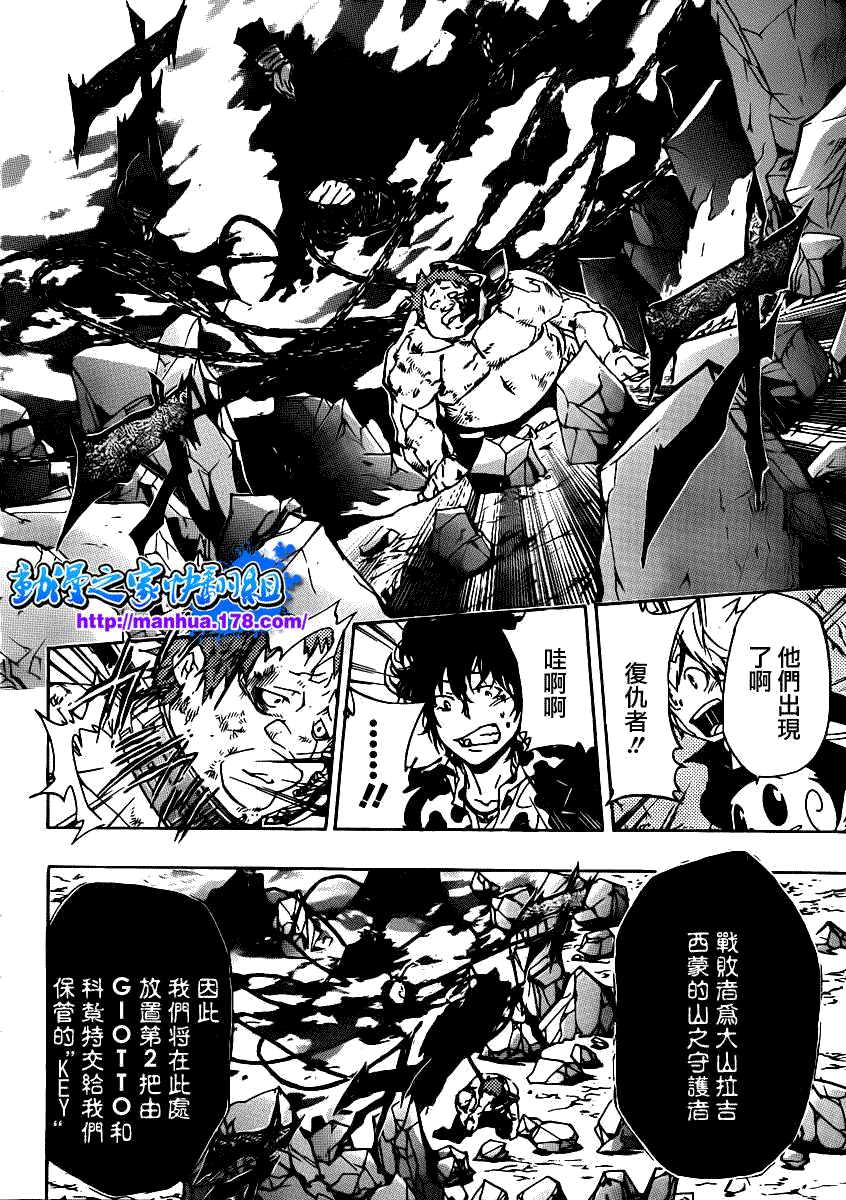 動漫之家快翻組
http://manhua.178.com/
他們出現
了啊
復仇者!!
哇啊啊
……!!
戰敗者為大山拉吉
西蒙的山之守護者
因此
我們將在此處
放置第2把由
GIOTTO和
科紮特交給我們
保管的"KEY"